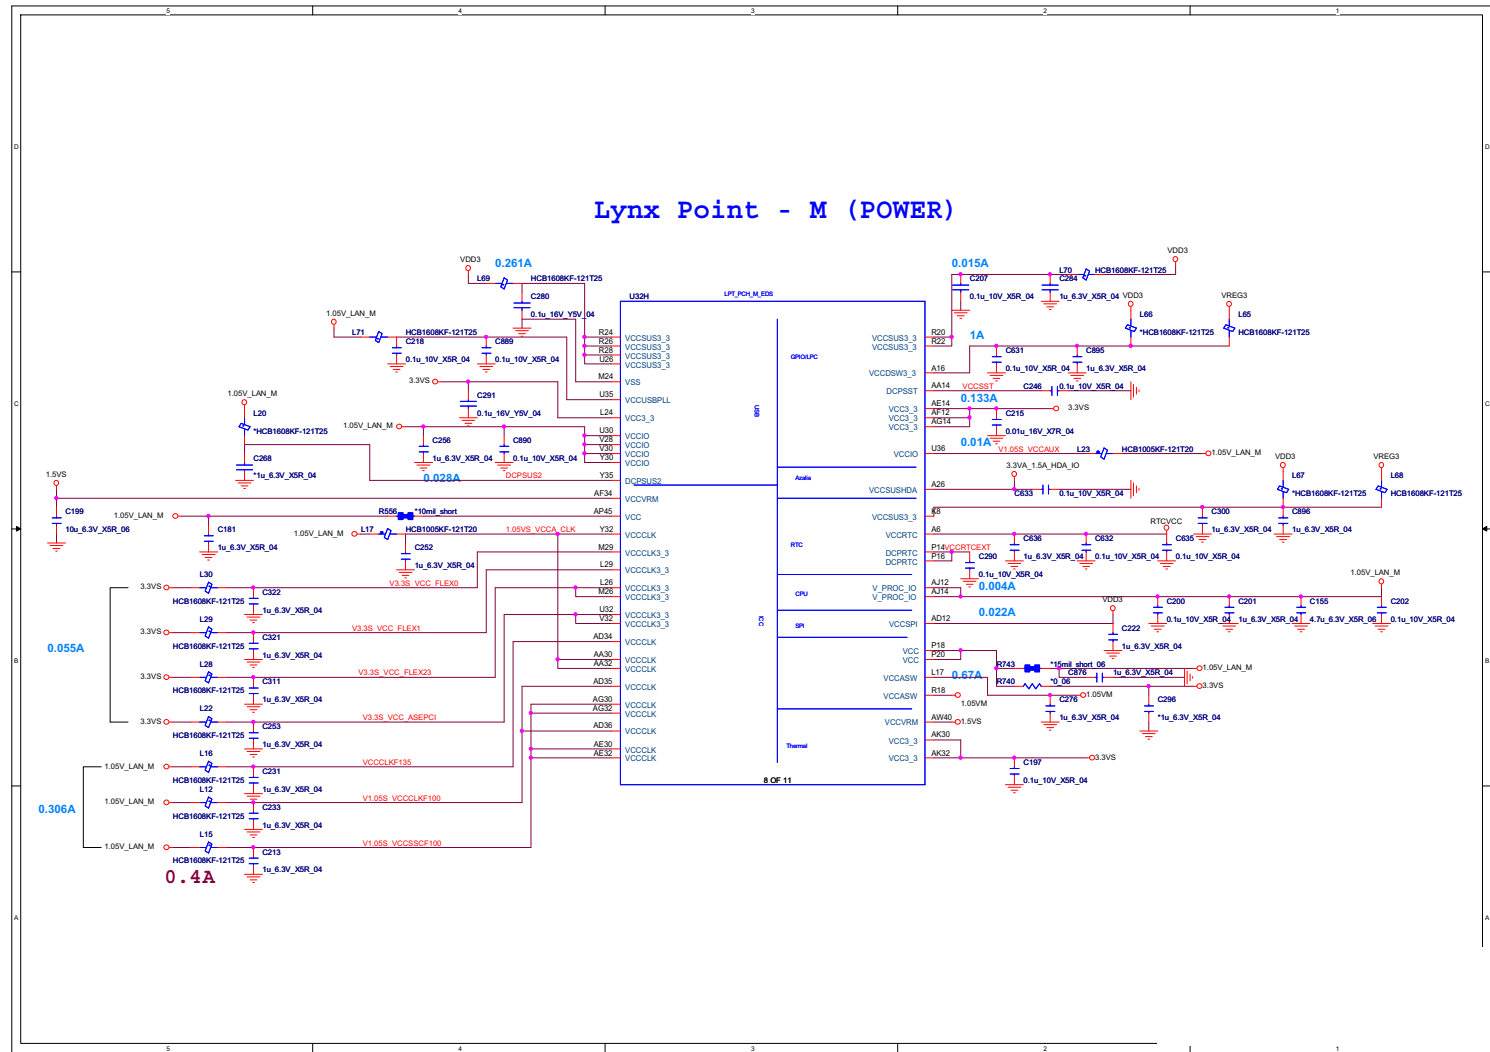 5
4
3
2
1
D
D
Lynx Point - M (POWER)
VDD3
0.261A
L69
HCB1608KF-121T25
C280
0.1u_16V_Y5V_04
1.05V_LAN_M
L71
HCB1608KF-121T25
C218
0.1u_10V_X5R_04
C889
0.1u_10V_X5R_04
3.3VS
C291
0.1u_16V_Y5V_04
1.05V_LAN_M
L20
*HCB1608KF-121T25
C268
*1u_6.3V_X5R_04
1.05V_LAN_M
C256
1u_6.3V_X5R_04
C890
0.1u_10V_X5R_04
0.028A
DCPSUS2
1.5VS
C199
10u_6.3V_X5R_06
1.05V_LAN_M
C181
1u_6.3V_X5R_04
R556
*10mil_short
1.05V_LAN_M
L17
HCB1005KF-121T20
1.05VS_VCCA_CLK
C252
1u_6.3V_X5R_04
0.055A
3.3VS
L30
HCB1608KF-121T25
C322
1u_6.3V_X5R_04
V3.3S_VCC_FLEX0
3.3VS
L29
HCB1608KF-121T25
C321
1u_6.3V_X5R_04
V3.3S_VCC_FLEX1
3.3VS
L28
HCB1608KF-121T25
C311
1u_6.3V_X5R_04
V3.3S_VCC_FLEX23
3.3VS
L22
HCB1608KF-121T25
C253
1u_6.3V_X5R_04
V3.3S_VCC_ASEPCI
0.306A
1.05V_LAN_M
L16
HCB1608KF-121T25
C231
1u_6.3V_X5R_04
VCCCLKF135
1.05V_LAN_M
L12
HCB1608KF-121T25
C233
1u_6.3V_X5R_04
V1.05S_VCCCLKF100
1.05V_LAN_M
L15
HCB1608KF-121T25
C213
1u_6.3V_X5R_04
V1.05S_VCCSSCF100
0.4A
U32H
LPT_PCH_M_EDS
R24 VCCSUS3_3
R26 VCCSUS3_3
R28 VCCSUS3_3
U26 VCCSUS3_3
M24 VSS
U35 VCCUSBPLL
L24 VCC3_3
U30 VCCIO
V28 VCCIO
V30 VCCIO
Y30 VCCIO
Y35 DCPSUS2
AF34 VCCVRM
AP45 VCC
Y32 VCCCLK
M29 VCCCLK3_3
L29 VCCCLK3_3
L26 VCCCLK3_3
M26 VCCCLK3_3
U32 VCCCLK3_3
V32 VCCCLK3_3
AD34 VCCCLK
AA30 VCCCLK
AA32 VCCCLK
AD35 VCCCLK
AG30 VCCCLK
AG32 VCCCLK
AD36 VCCCLK
AE30 VCCCLK
AE32 VCCCLK
USB
ICC
GPIO/LPC
Azalia
RTC
CPU
SPI
Thermal
8 OF 11
VCCSUS3_3 R20
VCCSUS3_3 R22
VCCDSW3_3 A16
DCPSST AA14
VCC3_3 AE14
VCC3_3 AF12
VCC3_3 AG14
VCCIO U36
VCCSUSHDA A26
VCCSUS3_3 K8
VCCRTC A6
DCPRTC P14
DCPRTC P16
V_PROC_IO AJ12
V_PROC_IO AJ14
VCCSPI AD12
VCC P18
VCC P20
VCCASW L17
VCCASW R18
VCCVRM AW40
VCC3_3 AK30
VCC3_3 AK32
0.015A
C207
0.1u_10V_X5R_04
C284
1u_6.3V_X5R_04
L70
HCB1608KF-121T25
VDD3
VDD3
L66
*HCB1608KF-121T25
VREG3
L65
HCB1608KF-121T25
1A
C631
0.1u_10V_X5R_04
C895
1u_6.3V_X5R_04
VCCSST
C246
0.1u_10V_X5R_04
0.133A
3.3VS
C215
0.01u_16V_X7R_04
0.01A
V1.05S_VCCAUX
L23
HCB1005KF-121T20
1.05V_LAN_M
3.3VA_1.5A_HDA_IO
C633
0.1u_10V_X5R_04
VDD3
L67
*HCB1608KF-121T25
VREG3
L68
HCB1608KF-121T25
C300
1u_6.3V_X5R_04
C896
1u_6.3V_X5R_04
RTCVCC
C636
1u_6.3V_X5R_04
C632
0.1u_10V_X5R_04
C635
0.1u_10V_X5R_04
VCCRTCEXT
C290
0.1u_10V_X5R_04
0.004A
1.05V_LAN_M
C200
0.1u_10V_X5R_04
C201
1u_6.3V_X5R_04
C155
4.7u_6.3V_X5R_06
C202
0.1u_10V_X5R_04
0.022A
VDD3
C222
1u_6.3V_X5R_04
R743
*15mil_short_06
1.05V_LAN_M
C876
1u_6.3V_X5R_04
0.67A
R740
*0_06
3.3VS
1.05VM
1.05VM
C276
1u_6.3V_X5R_04
C296
*1u_6.3V_X5R_04
1.5VS
3.3VS
C197
0.1u_10V_X5R_04
C
C
B
B
A
A
5
4
3
2
1